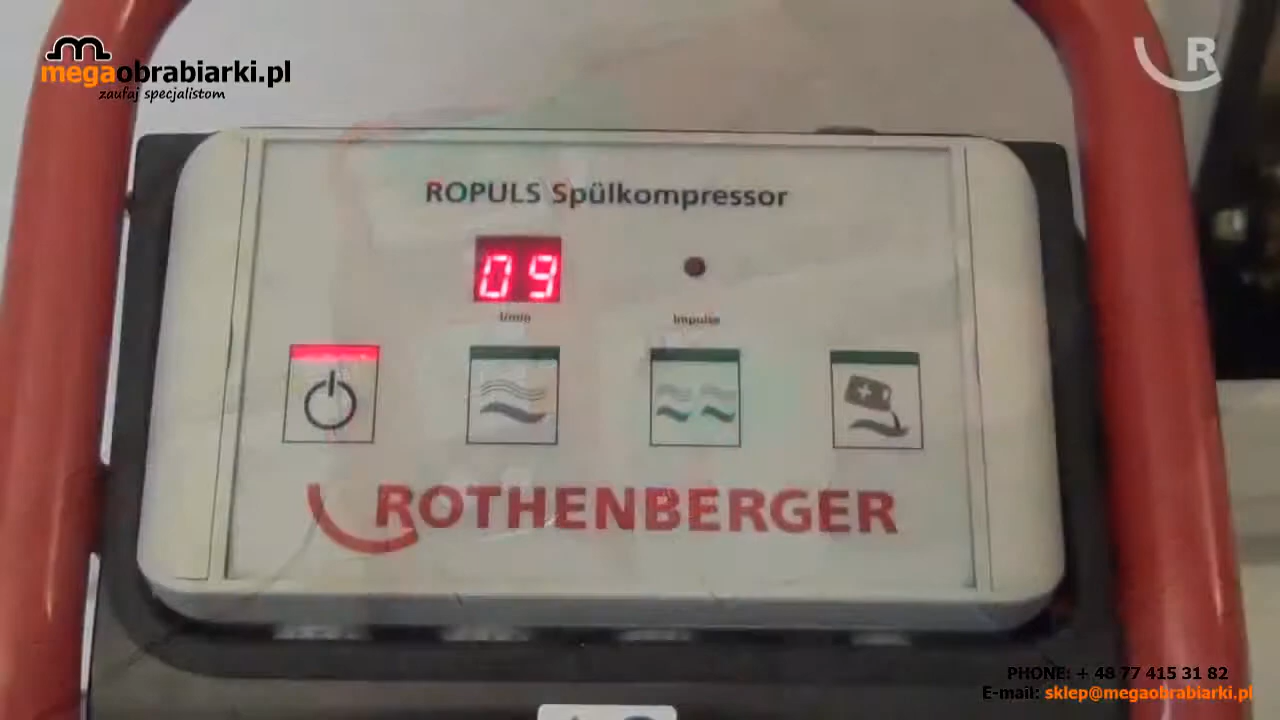 megaobrabiarki.pl
zaufaj specjalistom
R
ROPULS Spülkompressor
09
l/min
Impulse
ROTHENBERGER
PHONE: + 48 77 415 31 82
E-mail: sklep@megaobrabiarki.pl